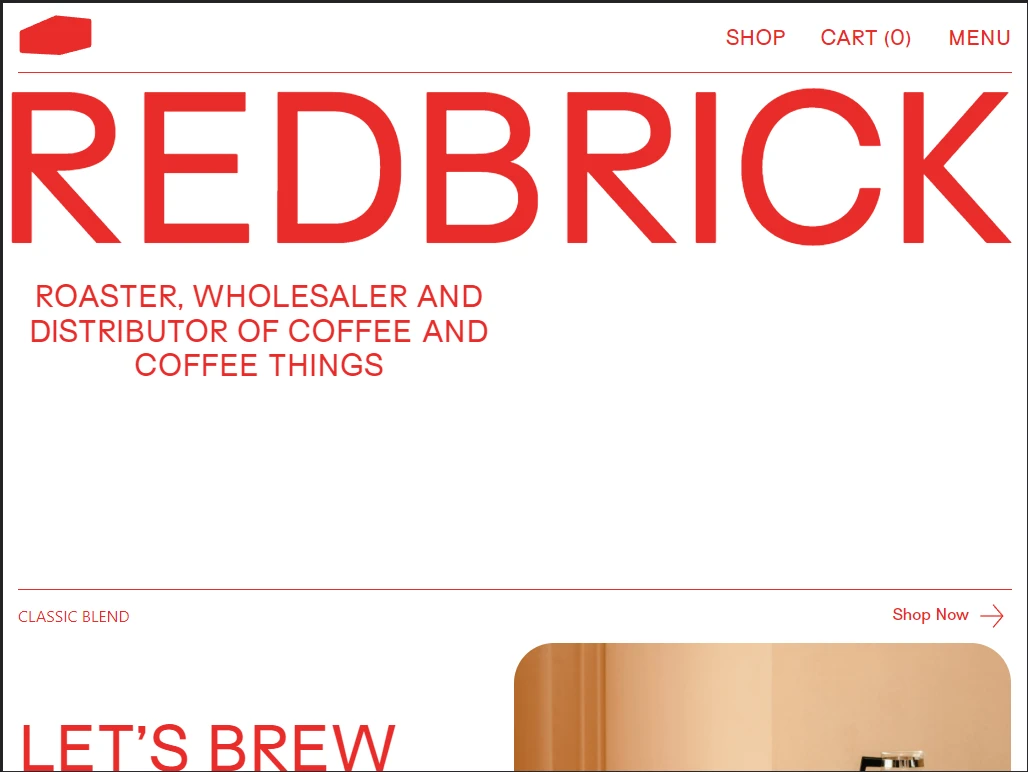 SHOP
CART (0)
MENU
REDBRICK
ROASTER, WHOLESALER AND
DISTRIBUTOR OF COFFEE AND
COFFEE THINGS
CLASSIC BLEND
Shop Now
LET’S BREW